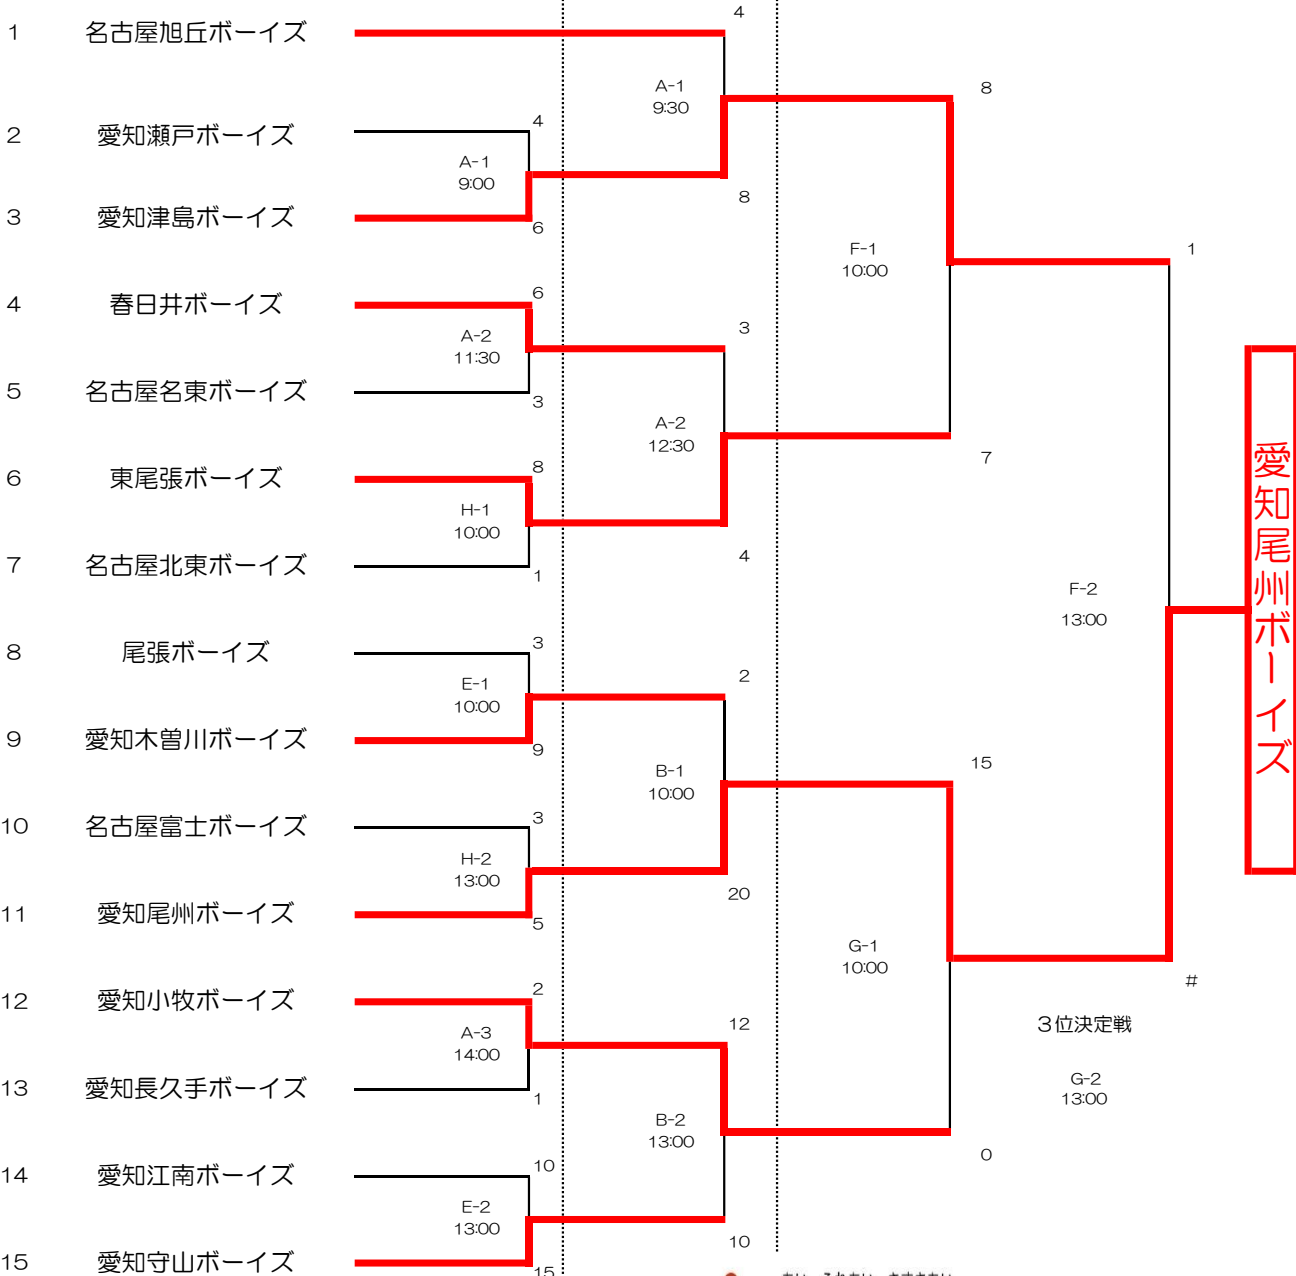 4
1 名古屋旭丘ボーイズ
A-1
9:30
8
2 愛知瀬戸ボーイズ
4
A-1
9:00
8
3 愛知津島ボーイズ
6
F-1
10:00
1
4 春日井ボーイズ
6
3
A-2
11:30
5 名古屋名東ボーイズ
3
A-2
12:30
7
6 東尾張ボーイズ
8
H-1
10:00
4
7 名古屋北東ボーイズ
1
F-2
13:00
8 尾張ボーイズ
3
2
E-1
10:00
9 愛知木曽川ボーイズ
9
B-1
10:00
15
愛知尾州ボーイズ
10 名古屋富士ボーイズ
3
H-2
13:00
20
11 愛知尾州ボーイズ
5
G-1
10:00
#
12 愛知小牧ボーイズ
2
12
3位決定戦
A-3
14:00
G-2
13:00
13 愛知長久手ボーイズ
1
B-2
13:00
0
14 愛知江南ボーイズ
10
E-2
13:00
10
15 愛知守山ボーイズ
15